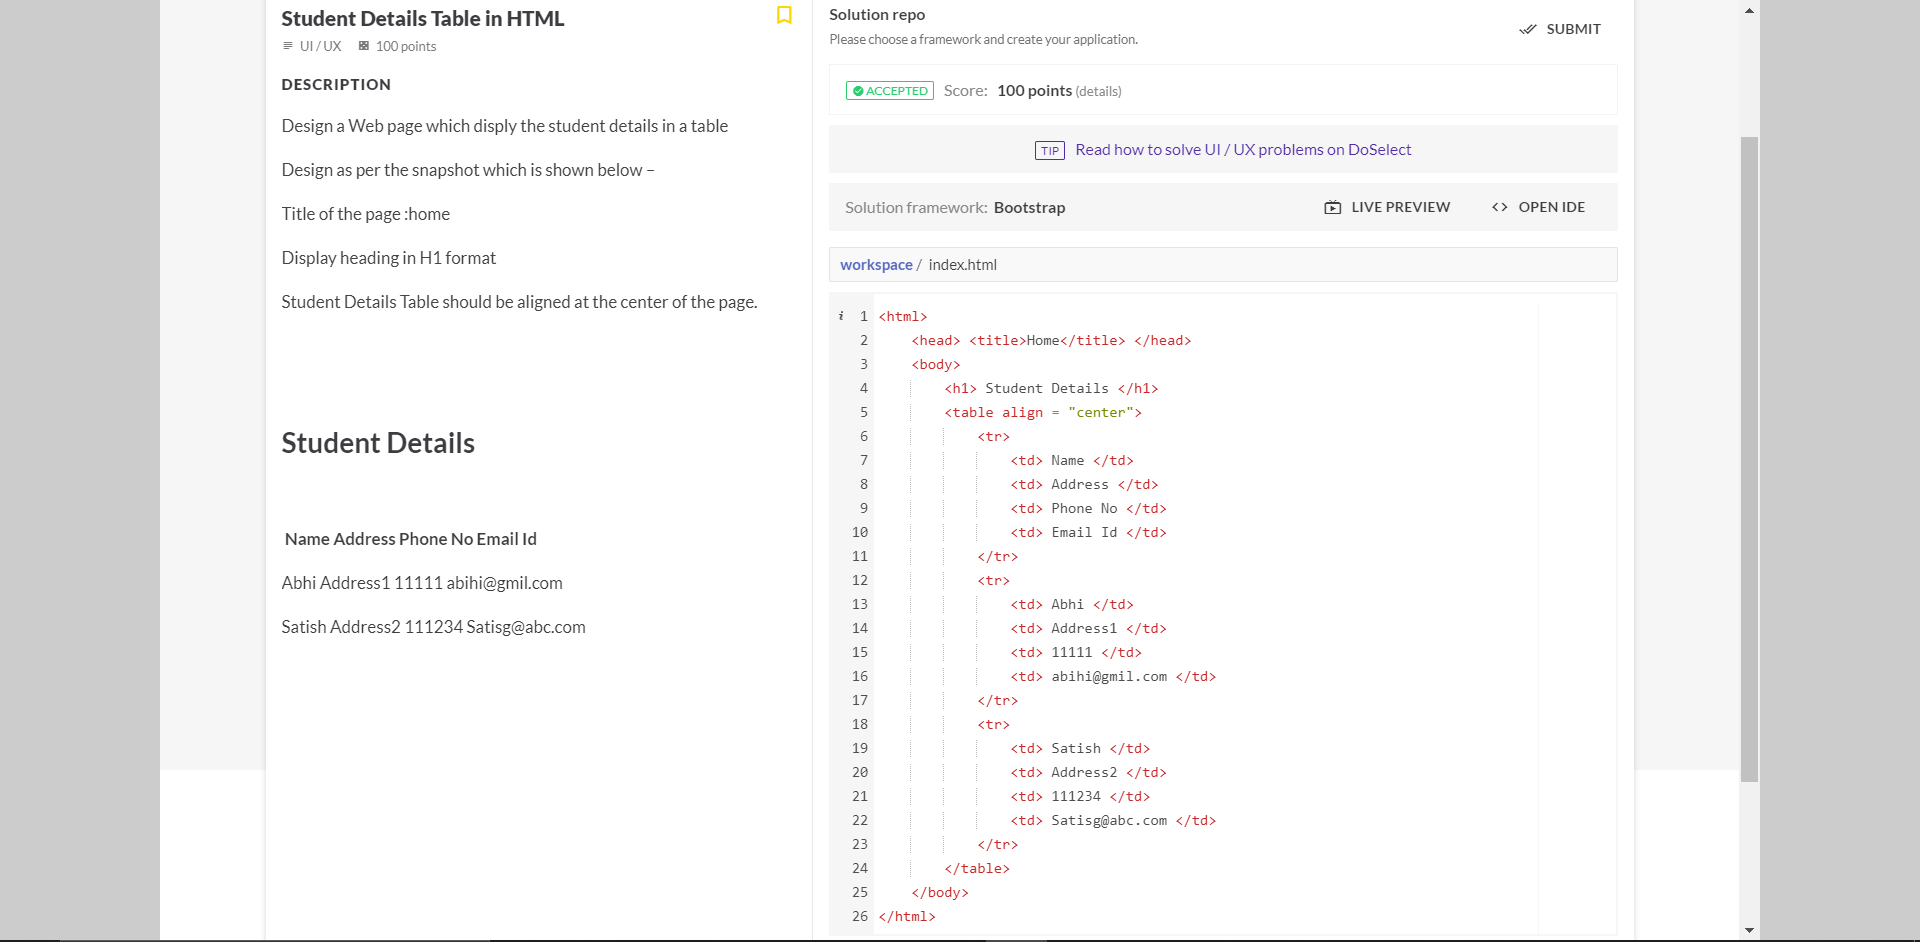 Student Details Table in HTML
UI / UX 100 points
DESCRIPTION
Design a Web page which disply the student details in a table
Design as per the snapshot which is shown below –
Title of the page :home
Display heading in H1 format
Student Details Table should be aligned at the center of the page.
Student Details
Name Address Phone No Email Id
Abhi Address1 11111 abihi@gmil.com
Satish Address2 111234 Satisg@abc.com
Solution repo
Please choose a framework and create your application.
SUBMIT
ACCEPTED Score: 100 points (details)
TIP Read how to solve UI / UX problems on DoSelect
Solution framework: Bootstrap LIVE PREVIEW <> OPEN IDE
workspace / index.html
i 1 <html>
2 <head> <title>Home</title> </head>
3 <body>
4 <h1> Student Details </h1>
5 <table align = "center">
6 <tr>
7 <td> Name </td>
8 <td> Address </td>
9 <td> Phone No </td>
10 <td> Email Id </td>
11 </tr>
12 <tr>
13 <td> Abhi </td>
14 <td> Address1 </td>
15 <td> 11111 </td>
16 <td> abihi@gmil.com </td>
17 </tr>
18 <tr>
19 <td> Satish </td>
20 <td> Address2 </td>
21 <td> 111234 </td>
22 <td> Satisg@abc.com </td>
23 </tr>
24 </table>
25 </body>
26 </html>